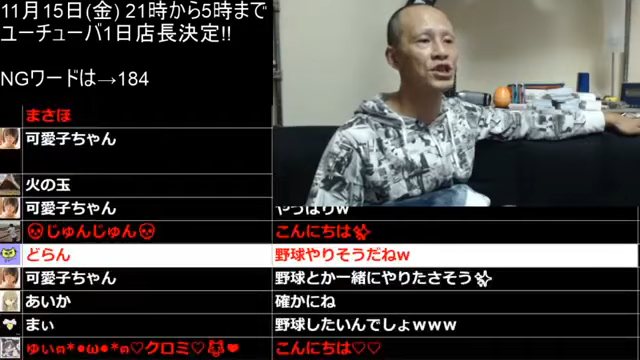 11月15日(金) 21時から5時まで
ユーチューバ1日店長決定!!
NGワードは→184
まさほ
可愛子ちゃん
火の玉
可愛子ちゃん やっぱりw
💀じゅんじゅん💀 こんにちは✨
どらん 野球やりそうだねw
可愛子ちゃん 野球とか一緒にやりたさそう✨
あいか 確かにね
まぃ 野球したいんでしょwww
こんにちは♡♡